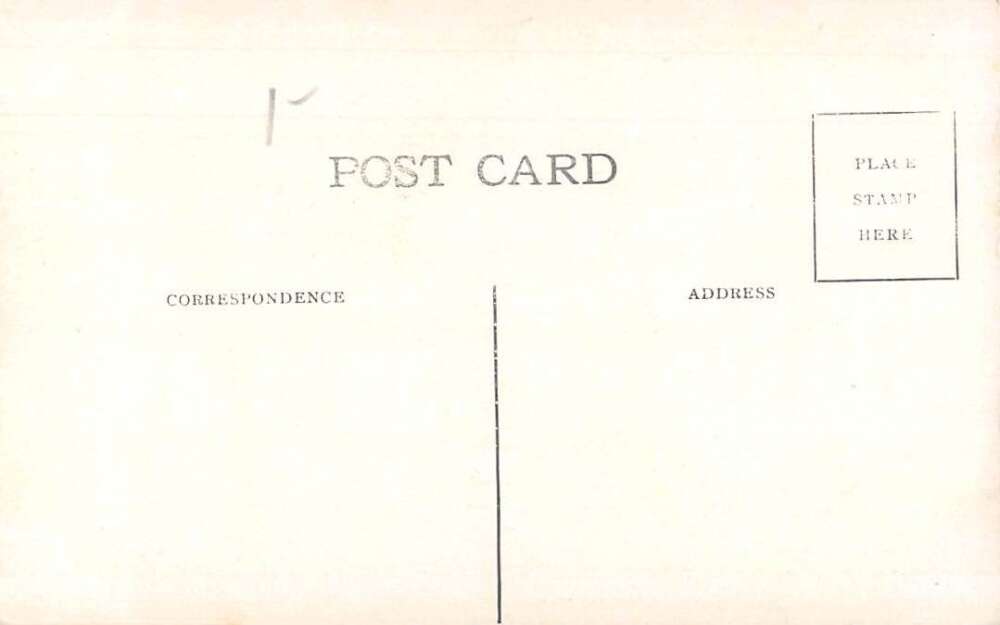 POST CARD
PLACE
STAMP
HERE
CORRESPONDENCE
ADDRESS